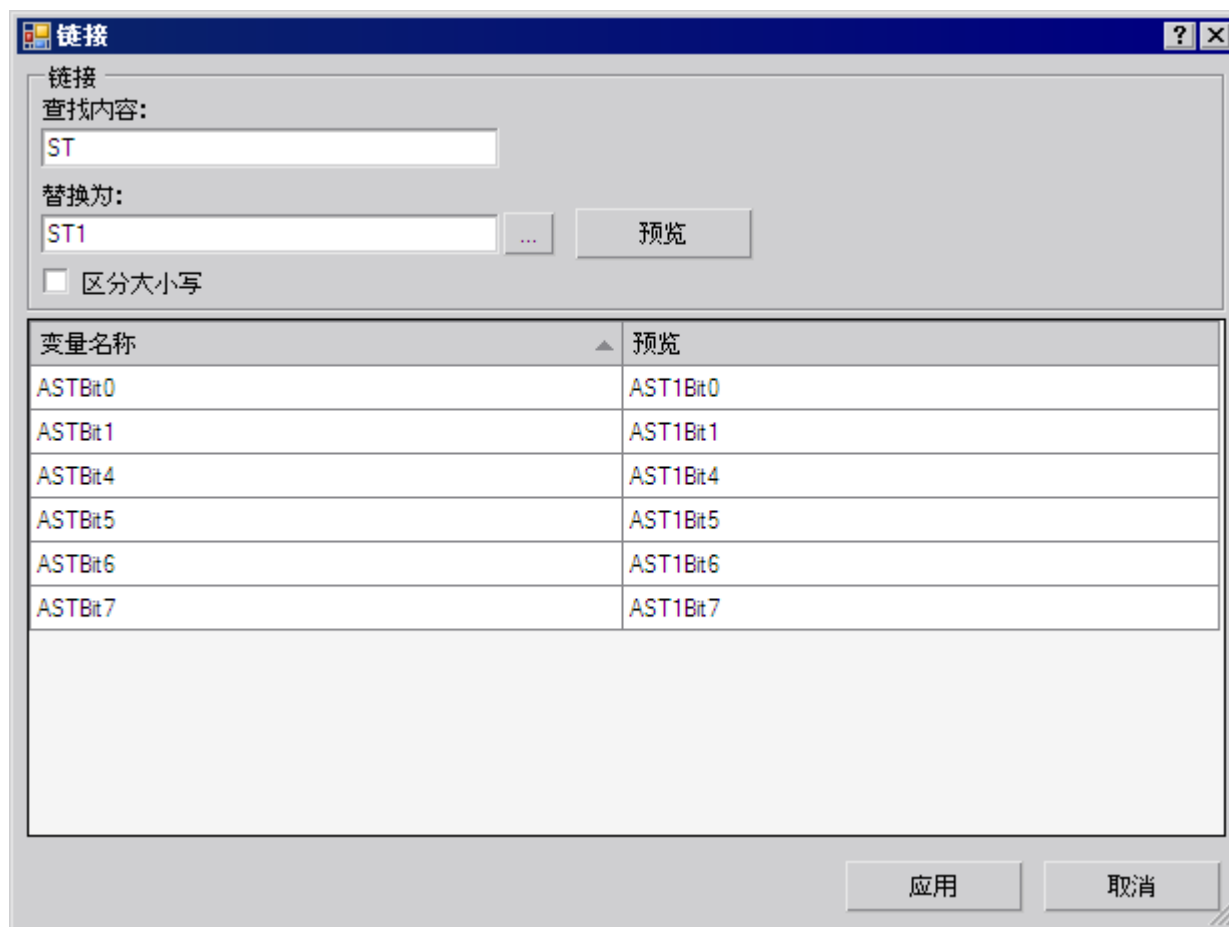 链接
链接
查找内容:
ST
替换为:
ST1 ... 预览
区分大小写
变量名称 预览
ASTBit0 AST1Bit0
ASTBit1 AST1Bit1
ASTBit4 AST1Bit4
ASTBit5 AST1Bit5
ASTBit6 AST1Bit6
ASTBit7 AST1Bit7
应用 取消